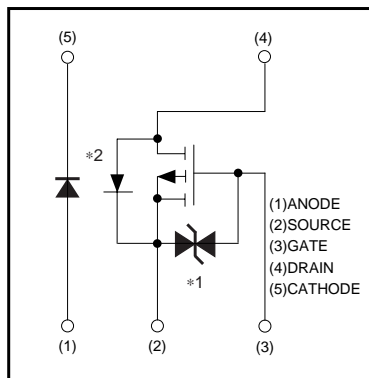 (5)
(4)
*2
(1)ANODE
(2)SOURCE
(3)GATE
(4)DRAIN
(5)CATHODE
*1
(1)
(2)
(3)